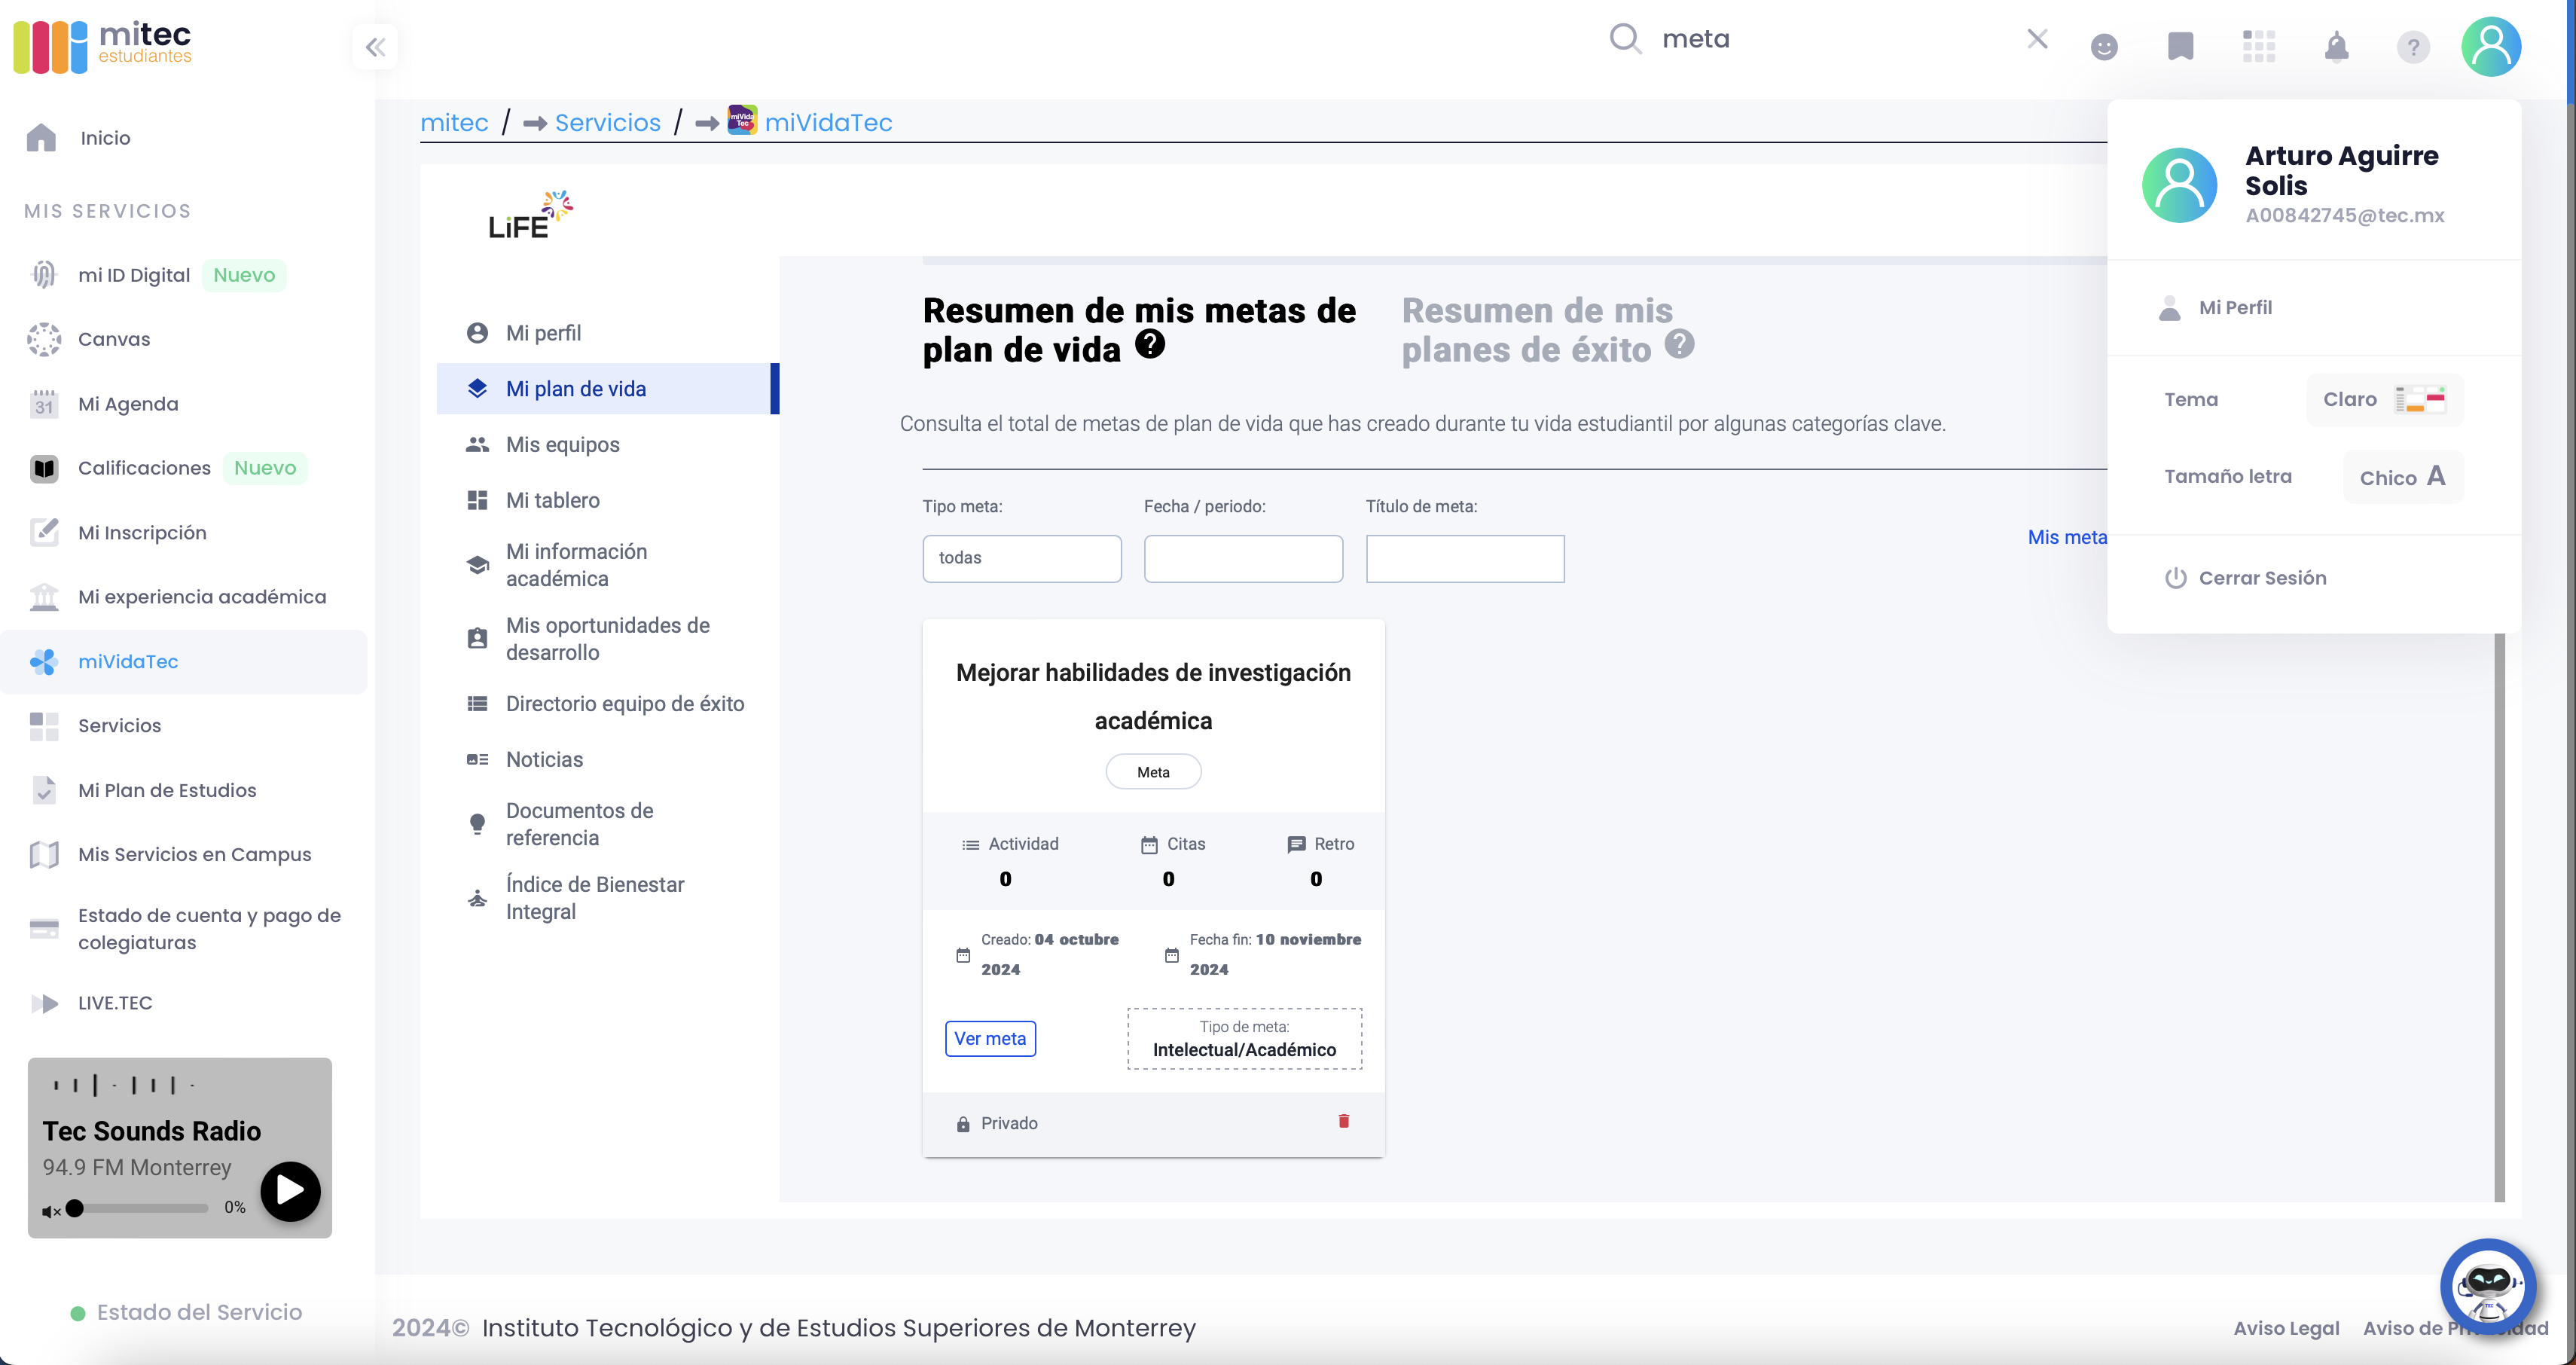 mitec
estudiantes
meta
Inicio
MIS SERVICIOS
mi ID Digital Nuevo
Canvas
31 Mi Agenda
Calificaciones Nuevo
Mi Inscripción
Mi experiencia académica
miVidaTec
Servicios
Mi Plan de Estudios
Mis Servicios en Campus
Estado de cuenta y pago de
colegiaturas
LIVE.TEC
Tec Sounds Radio
94.9 FM Monterrey
0%
Estado del Servicio
mitec / Servicios / miVidaTec
LiFE
Mi perfil
Mi plan de vida
Mis equipos
Mi tablero
Mi información
académica
Mis oportunidades de
desarrollo
Directorio equipo de éxito
Noticias
Documentos de
referencia
Índice de Bienestar
Integral
Resumen de mis metas de
plan de vida ?
Resumen de mis
planes de éxito ?
Consulta el total de metas de plan de vida que has creado durante tu vida estudiantil por algunas categorías clave.
Tipo meta: Fecha / periodo: Título de meta:
todas
Mis meta
Mejorar habilidades de investigación
académica
Meta
Actividad Citas Retro
0 0 0
Creado: 04 octubre
2024
Fecha fin: 10 noviembre
2024
Ver meta
Tipo de meta:
Intelectual/Académico
Privado
?
Arturo Aguirre
Solis
A00842745@tec.mx
Mi Perfil
Tema Claro
Tamaño letra Chico A
Cerrar Sesión
2024© Instituto Tecnológico y de Estudios Superiores de Monterrey
Aviso Legal Aviso de